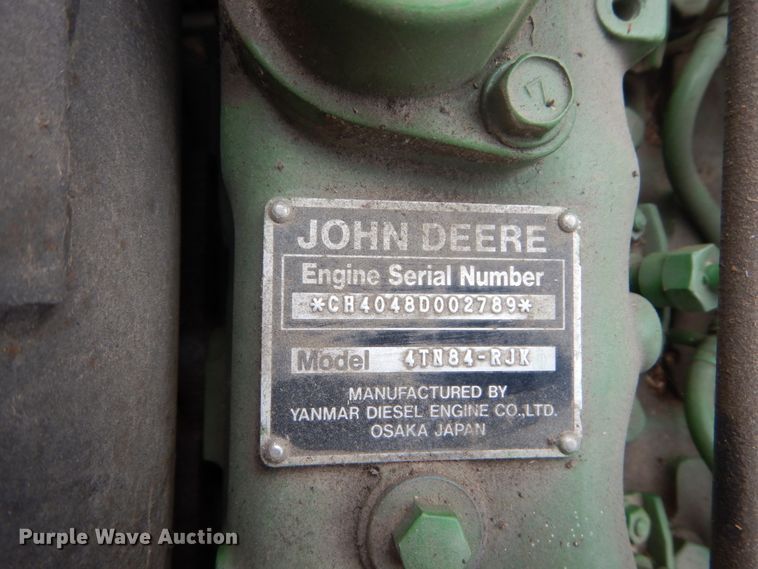 JOHN DEERE
Engine Serial Number
*CH4048D002789*
Model 4TN84-RJK
MANUFACTURED BY
YANMAR DIESEL ENGINE CO.,LTD.
OSAKA JAPAN
7
Purple Wave Auction